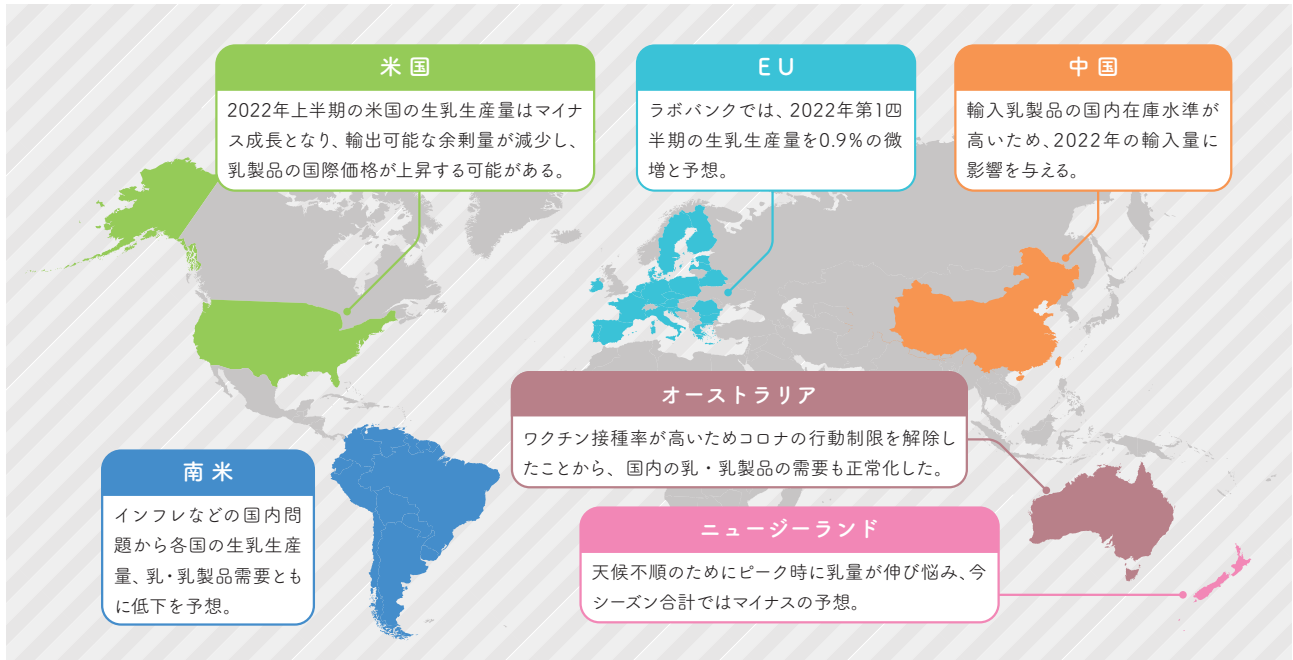 米国
2022年上半期の米国の生乳生産量はマイナ
ス成長となり、輸出可能な余剰量が減少し、
乳製品の国際価格が上昇する可能がある。
EU
ラボバンクでは、2022年第1四
半期の生乳生産量を0.9%の微
増と予想。
中国
輸入乳製品の国内在庫水準が
高いため、2022年の輸入量に
影響を与える。
オーストラリア
ワクチン接種率が高いためコロナの行動制限を解除し
たことから、国内の乳・乳製品の需要も正常化した。
南米
インフレなどの国内問
題から各国の生乳生産
量、乳・乳製品需要とも
に低下を予想。
ニュージーランド
天候不順のためにピーク時に乳量が伸び悩み、今
シーズン合計ではマイナスの予想。